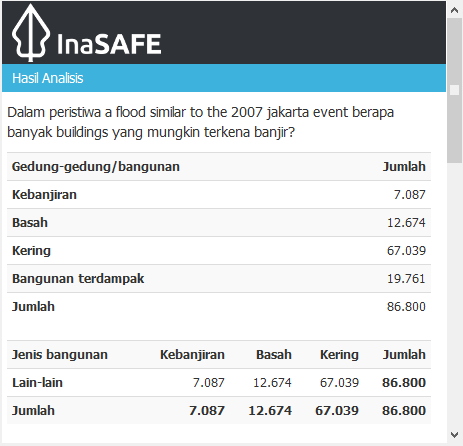 InaSAFE
Hasil Analisis
Dalam peristiwa a flood similar to the 2007 jakarta event berapa
banyak buildings yang mungkin terkena banjir?
Gedung-gedung/bangunan Jumlah
Kebanjiran 7.087
Basah 12.674
Kering 67.039
Bangunan terdampak 19.761
Jumlah 86.800
Jenis bangunan Kebanjiran Basah Kering Jumlah
Lain-lain 7.087 12.674 67.039 86.800
Jumlah 7.087 12.674 67.039 86.800